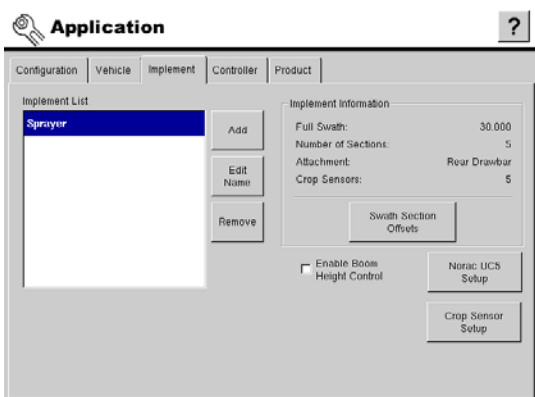 Application
?
Configuration Vehicle Implement Controller Product
Implement List
Sprayer
Add
Edit
Name
Remove
Implement Information
Full Swath: 30.000
Number of Sections: 5
Attachment: Rear Drawbar
Crop Sensors: 5
Swath Section
Offsets
Enable Boom
Height Control
Norac UC5
Setup
Crop Sensor
Setup